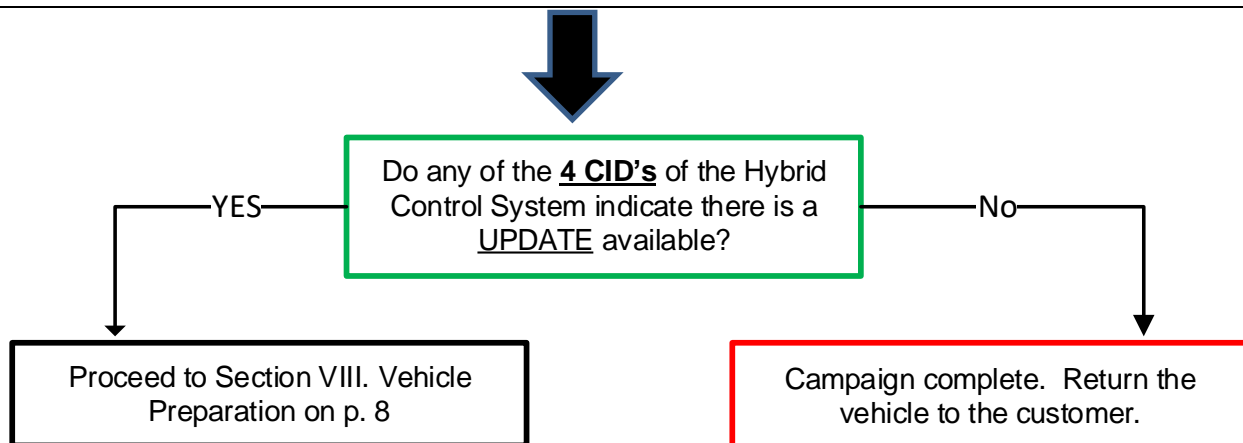 Do any of the 4 CID's of the Hybrid
Control System indicate there is a
UPDATE available?
YES
No
Proceed to Section VIII. Vehicle
Preparation on p. 8
Campaign complete.  Return the
vehicle to the customer.